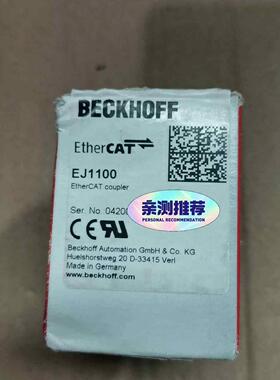 BECKHOFF
EtherCAT
EJ1100
EtherCAT coupler
Ser. No.:
亲测推荐
PERSONAL RECOMMENDATION
CE
Beckhoff Automation GmbH & Co. KG
Huelshorstweg 20 D-33415 Verl
Made in Germany
www.beckhoff.com